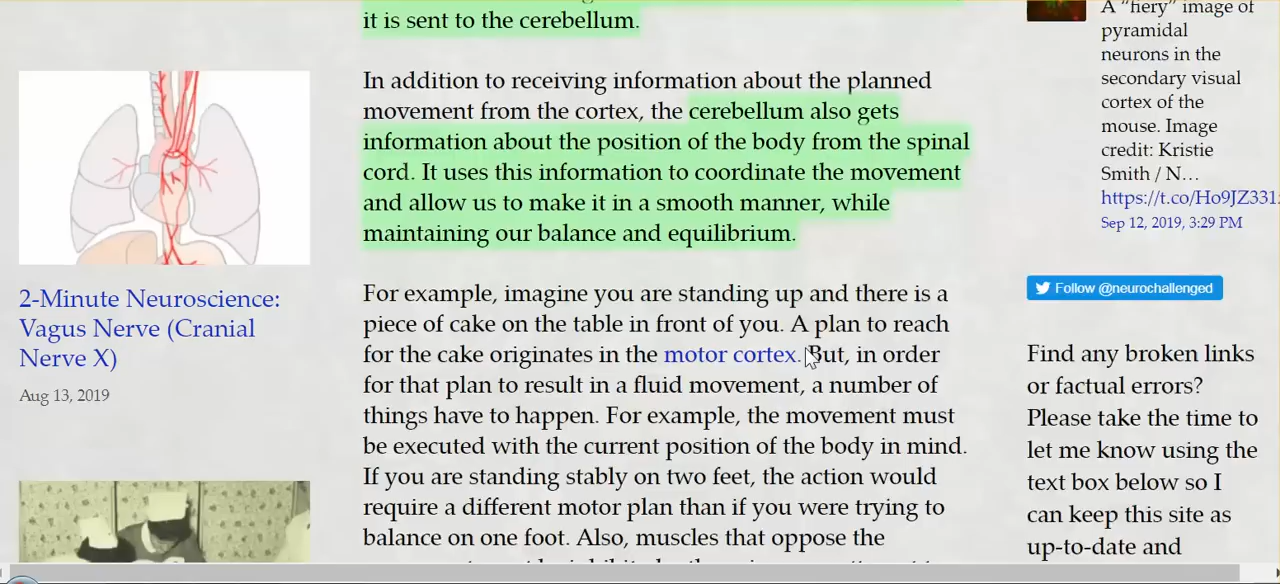 it is sent to the cerebellum.
In addition to receiving information about the planned
movement from the cortex, the cerebellum also gets
information about the position of the body from the spinal
cord. It uses this information to coordinate the movement
and allow us to make it in a smooth manner, while
maintaining our balance and equilibrium.
For example, imagine you are standing up and there is a
piece of cake on the table in front of you. A plan to reach
for the cake originates in the motor cortex. But, in order
for that plan to result in a fluid movement, a number of
things have to happen. For example, the movement must
be executed with the current position of the body in mind.
If you are standing stably on two feet, the action would
require a different motor plan than if you were trying to
balance on one foot. Also, muscles that oppose the
2-Minute Neuroscience:
Vagus Nerve (Cranial
Nerve X)
Aug 13, 2019
A “fiery” image of
pyramidal
neurons in the
secondary visual
cortex of the
mouse. Image
credit: Kristie
Smith / N…
https://t.co/Ho9JZ331
Sep 12, 2019, 3:29 PM
Follow @neurochallenged
Find any broken links
or factual errors?
Please take the time to
let me know using the
text box below so I
can keep this site as
up-to-date and